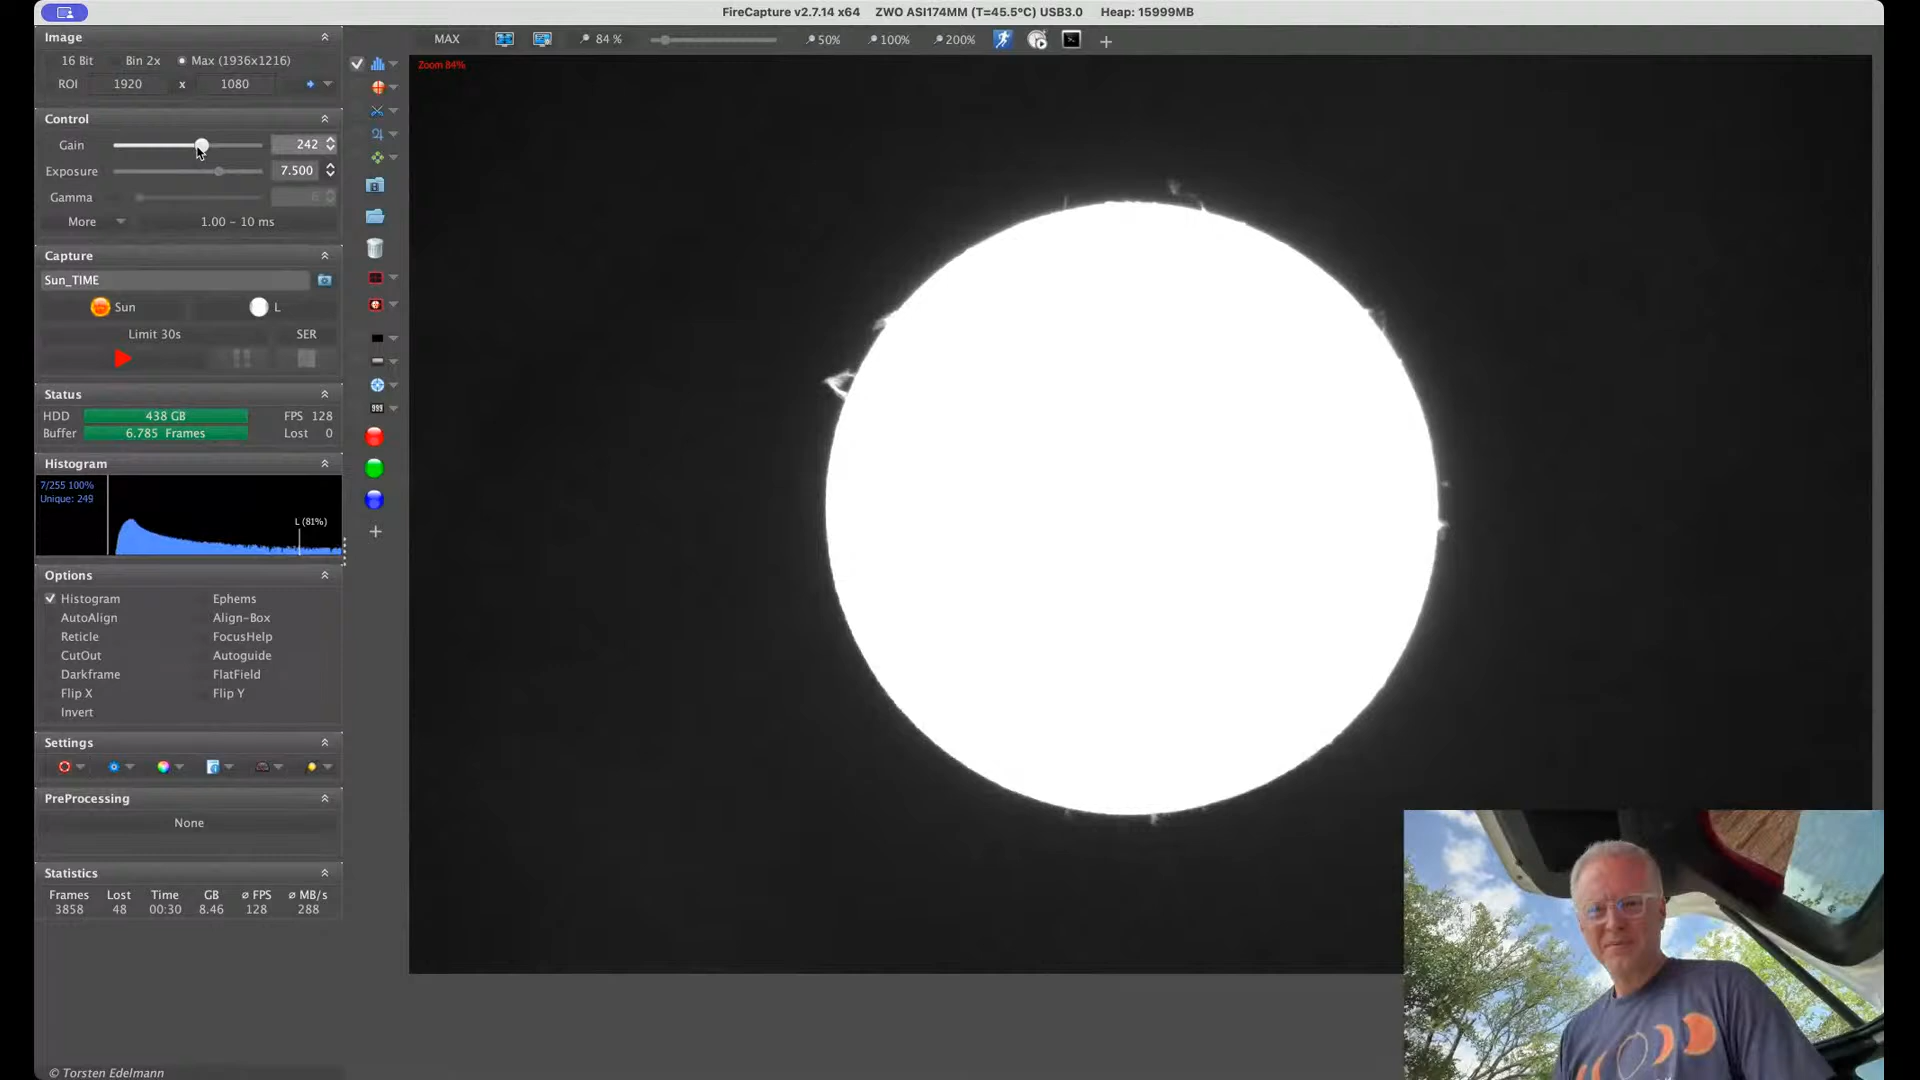 FireCapture v2.7.14 x64 ZWO ASI174MM (T=45.5°C) USB3.0 Heap: 15999MB
Image
16 Bit Bin 2x Max (1936x1216)
ROI 1920 x 1080
Control
Gain 242
Exposure 7.500
Gamma 6
More 1.00 - 10 ms
Capture
Sun_TIME
Sun L
Limit 30s SER
Status
HDD 438 GB FPS 128
Buffer 6.785 Frames Lost 0
Histogram
7/255 100%
Unique: 249
L (81%)
Options
Histogram Ephems
AutoAlign Align-Box
Reticle FocusHelp
CutOut Autoguide
Darkframe FlatField
Flip X Flip Y
Invert
Settings
PreProcessing
None
Statistics
Frames Lost Time GB ø FPS ø MB/s
3858 48 00:30 8.46 128 288
© Torsten Edelmann
MAX 84 % 50% 100% 200%
Zoom 84%
999